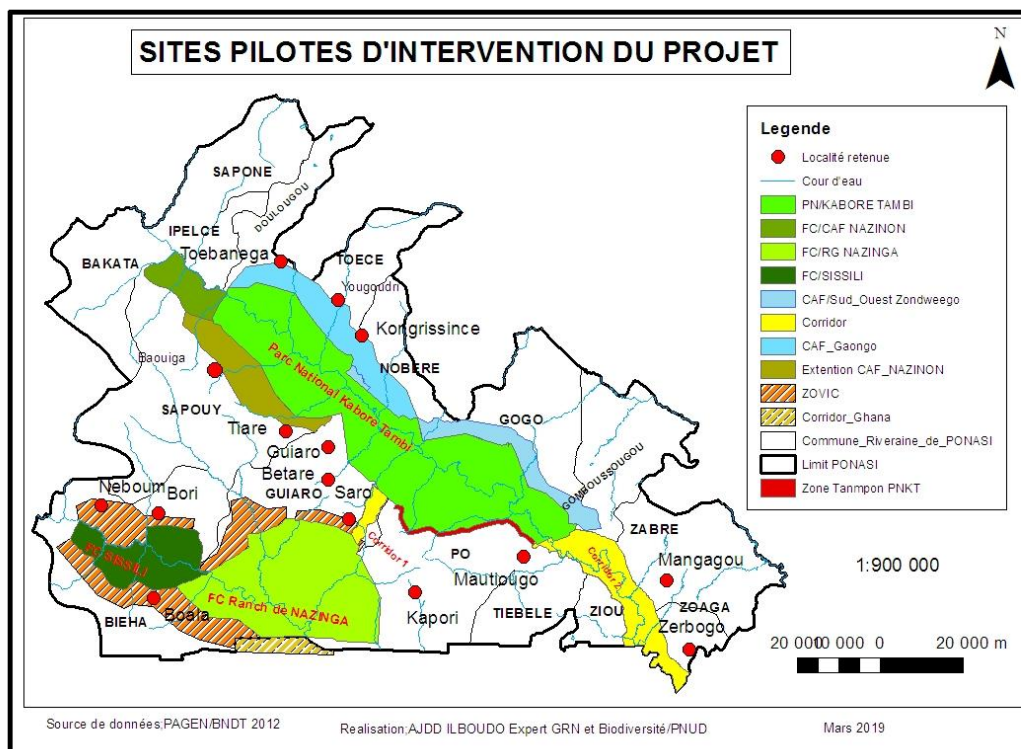 SITES PILOTES D'INTERVENTION DU PROJET
N
Legende
Localité retenue
Cour d'eau
PN/KABORE TAMBI
FC/CAF NAZINON
FC/RG NAZINGA
FC/SISSILI
CAF/Sud_Ouest Zondweego
Corridor
CAF_Gaongo
Extention CAF_NAZINON
ZOVIC
Corridor_Ghana
Commune_Riveraine_de_PONASI
Limit PONASI
Zone Tanmpon PNKT
SAPONE
DOULOUGOU
IPELCE
Toebanega
TOECE
BAKATA
Yougoudn
Kongrissince
Baouiga
Parc National Kabore Tambi
NOBERE
SAPOUY
GOGO
Tiare
Guiaro
Betare
GOMBOUSSOUGOU
Neboum
Bori
GUIARO
Saro
ZABRE
Corridor 1
PO
Mangagou
FC SISSILI
Mautlougo
Corridor 2
FC Ranch de NAZINGA
BIEHA
Boala
Kapori
TIEBELE
ZIOU
ZOAGA
Zerbogo
1:900 000
20 000 10 000 0 20 000 m
Source de données;PAGEN/BNDT 2012
Realisation;AJDD ILBOUDO Expert GRN et Biodiversité/PNUD
Mars 2019